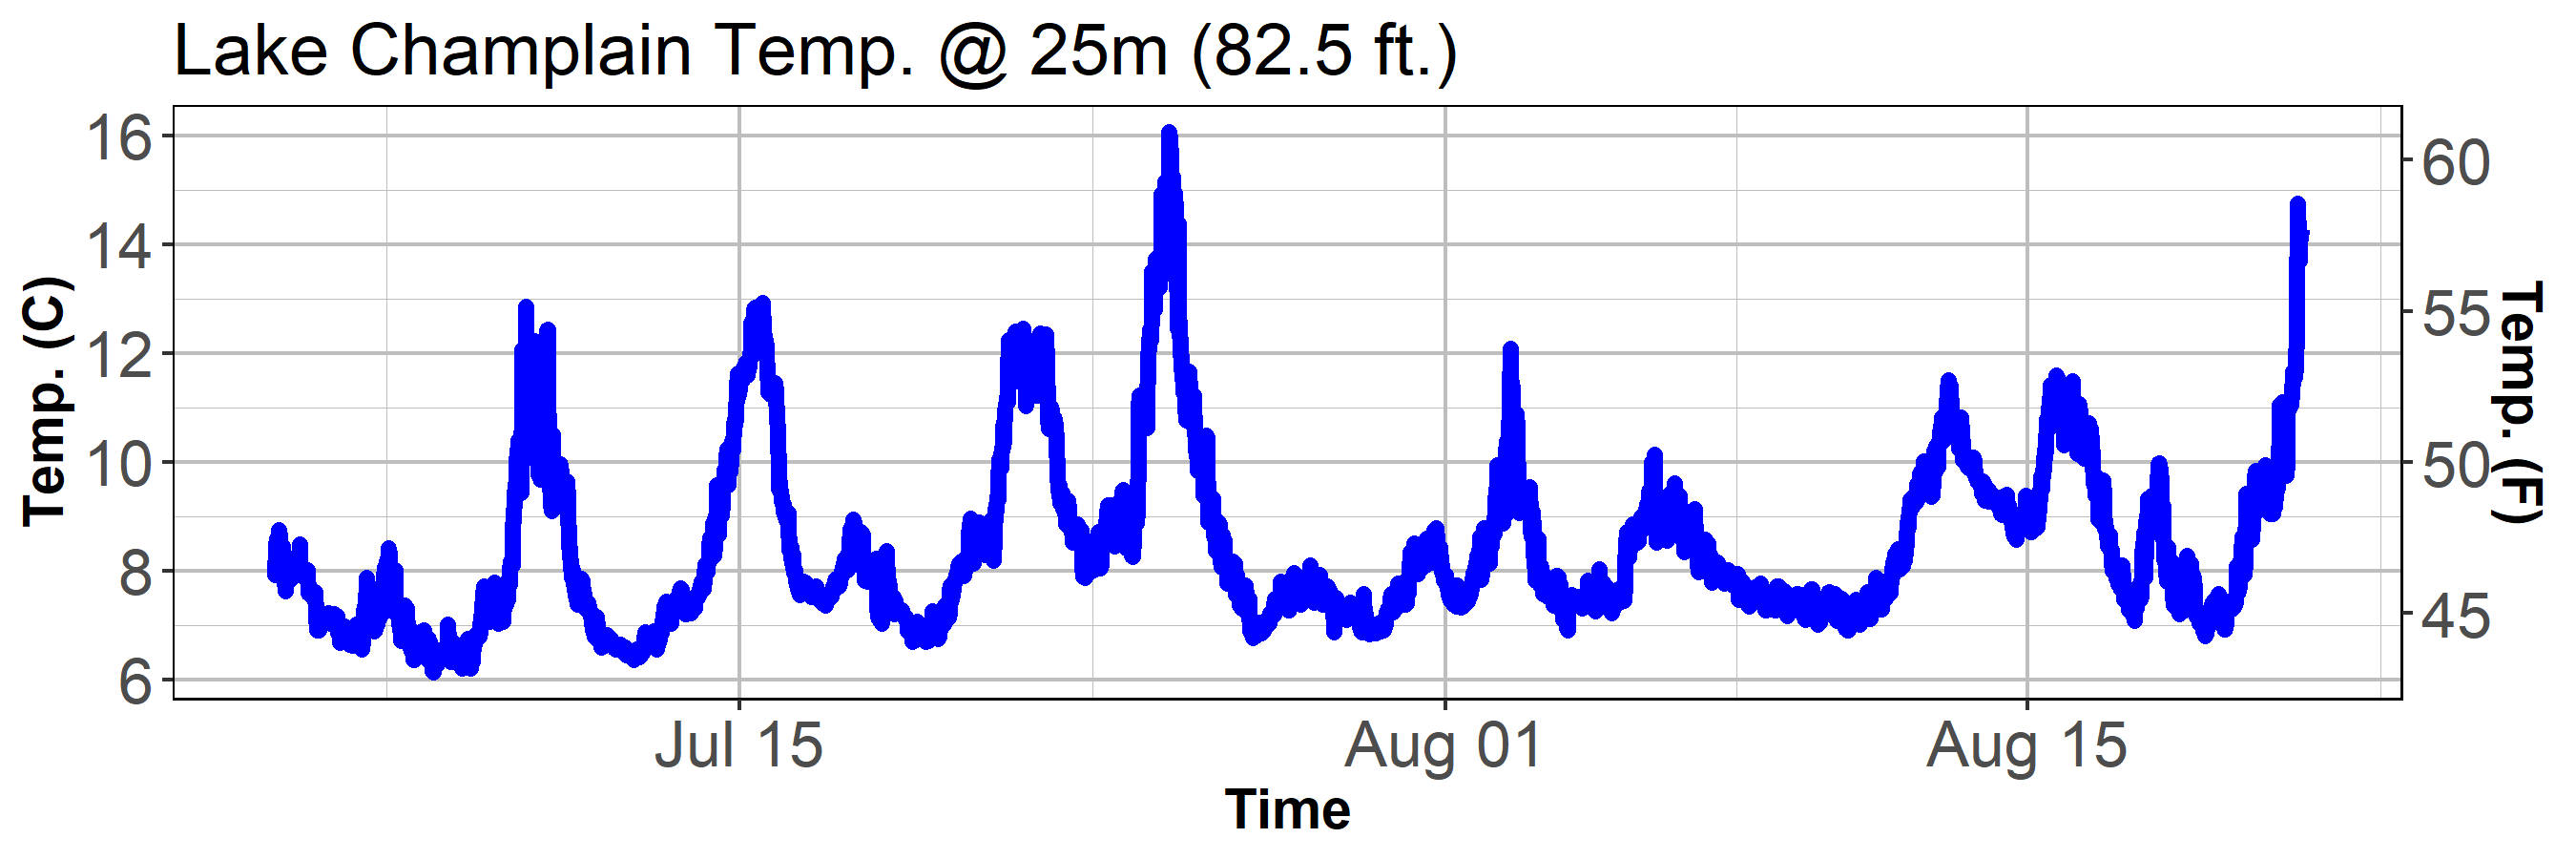 Lake Champlain Temp. @ 25m (82.5 ft.)
16
14
12
10
8
6
Temp. (C)
60
55
50
45
Temp. (F)
Jul 15 Aug 01 Aug 15
Time